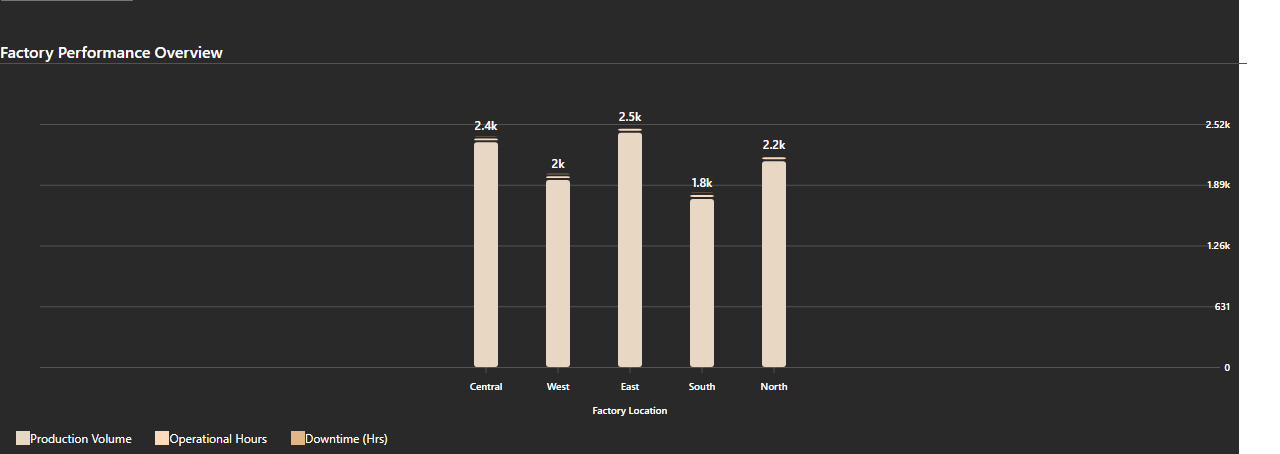 Factory Performance Overview
2.4k
2k
2.5k
1.8k
2.2k
2.52k
1.89k
1.26k
631
0
Central West East South North
Factory Location
Production Volume Operational Hours Downtime (Hrs)